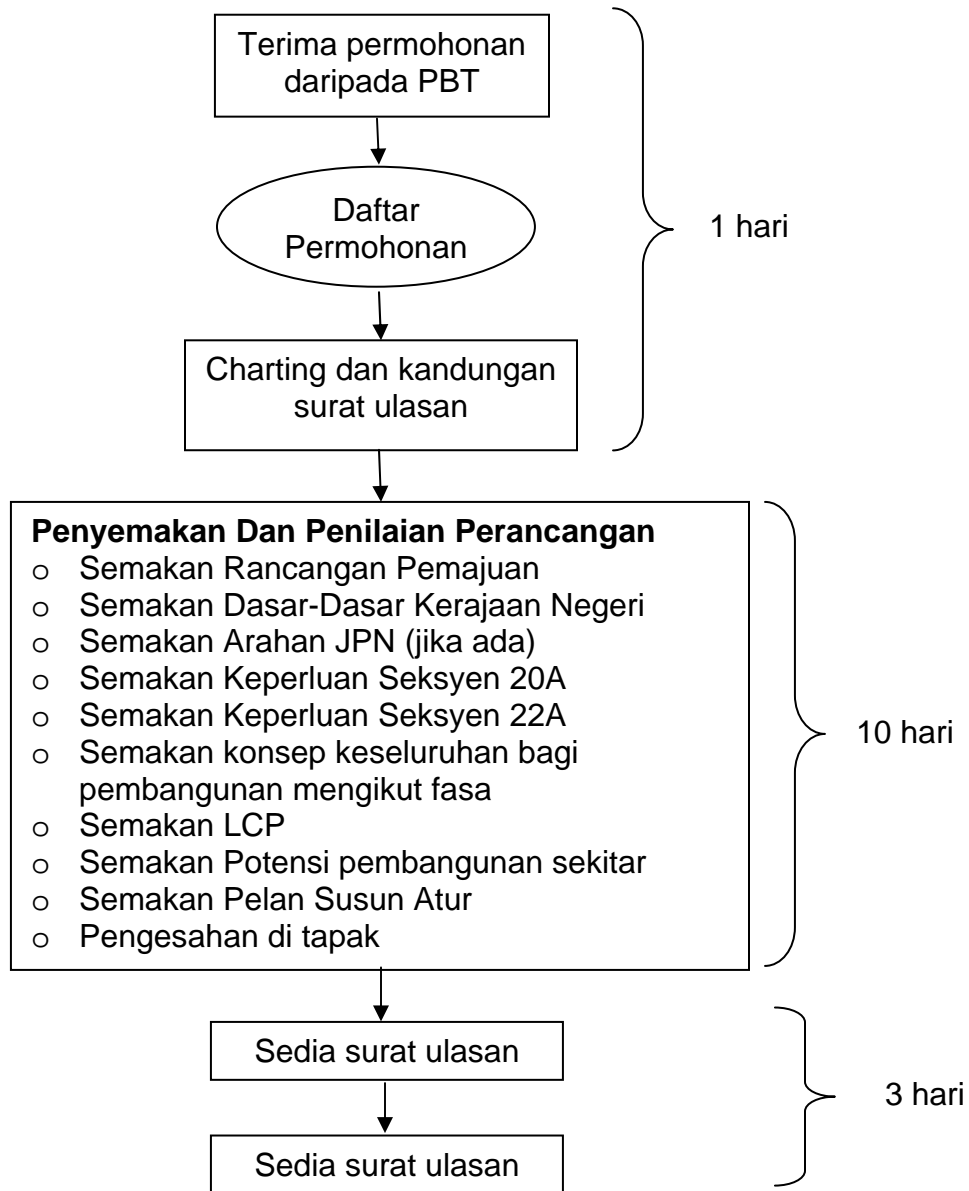 Terima permohonan
daripada PBT
Daftar
Permohonan
1 hari
Charting dan kandungan
surat ulasan
Penyemakan Dan Penilaian Perancangan
o Semakan Rancangan Pemajuan
o Semakan Dasar-Dasar Kerajaan Negeri
o Semakan Arahan JPN (jika ada)
o Semakan Keperluan Seksyen 20A
o Semakan Keperluan Seksyen 22A
o Semakan konsep keseluruhan bagi
pembangunan mengikut fasa
o Semakan LCP
o Semakan Potensi pembangunan sekitar
o Semakan Pelan Susun Atur
o Pengesahan di tapak
10 hari
Sedia surat ulasan
3 hari
Sedia surat ulasan